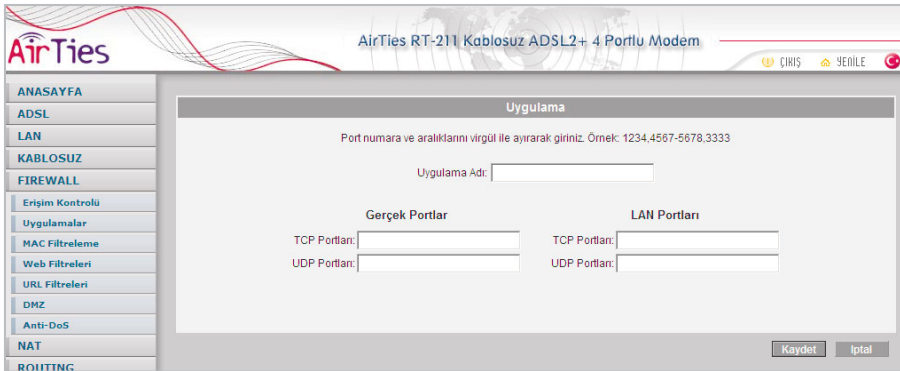 AirTies
AirTies RT-211 Kablosuz ADSL2+ 4 Portlu Modem
ÇIKIŞ YENİLE
ANASAYFA
ADSL
LAN
KABLOSUZ
FIREWALL
Erişim Kontrolü
Uygulamalar
MAC Filtreleme
Web Filtreleri
URL Filtreleri
DMZ
Anti-DoS
NAT
ROUTING
Uygulama
Port numara ve aralıklarını virgül ile ayırarak giriniz. Örnek: 1234,4567-5678,3333
Uygulama Adı:
Gerçek Portlar
LAN Portları
TCP Portları:
TCP Portları:
UDP Portları:
UDP Portları:
Kaydet
Iptal